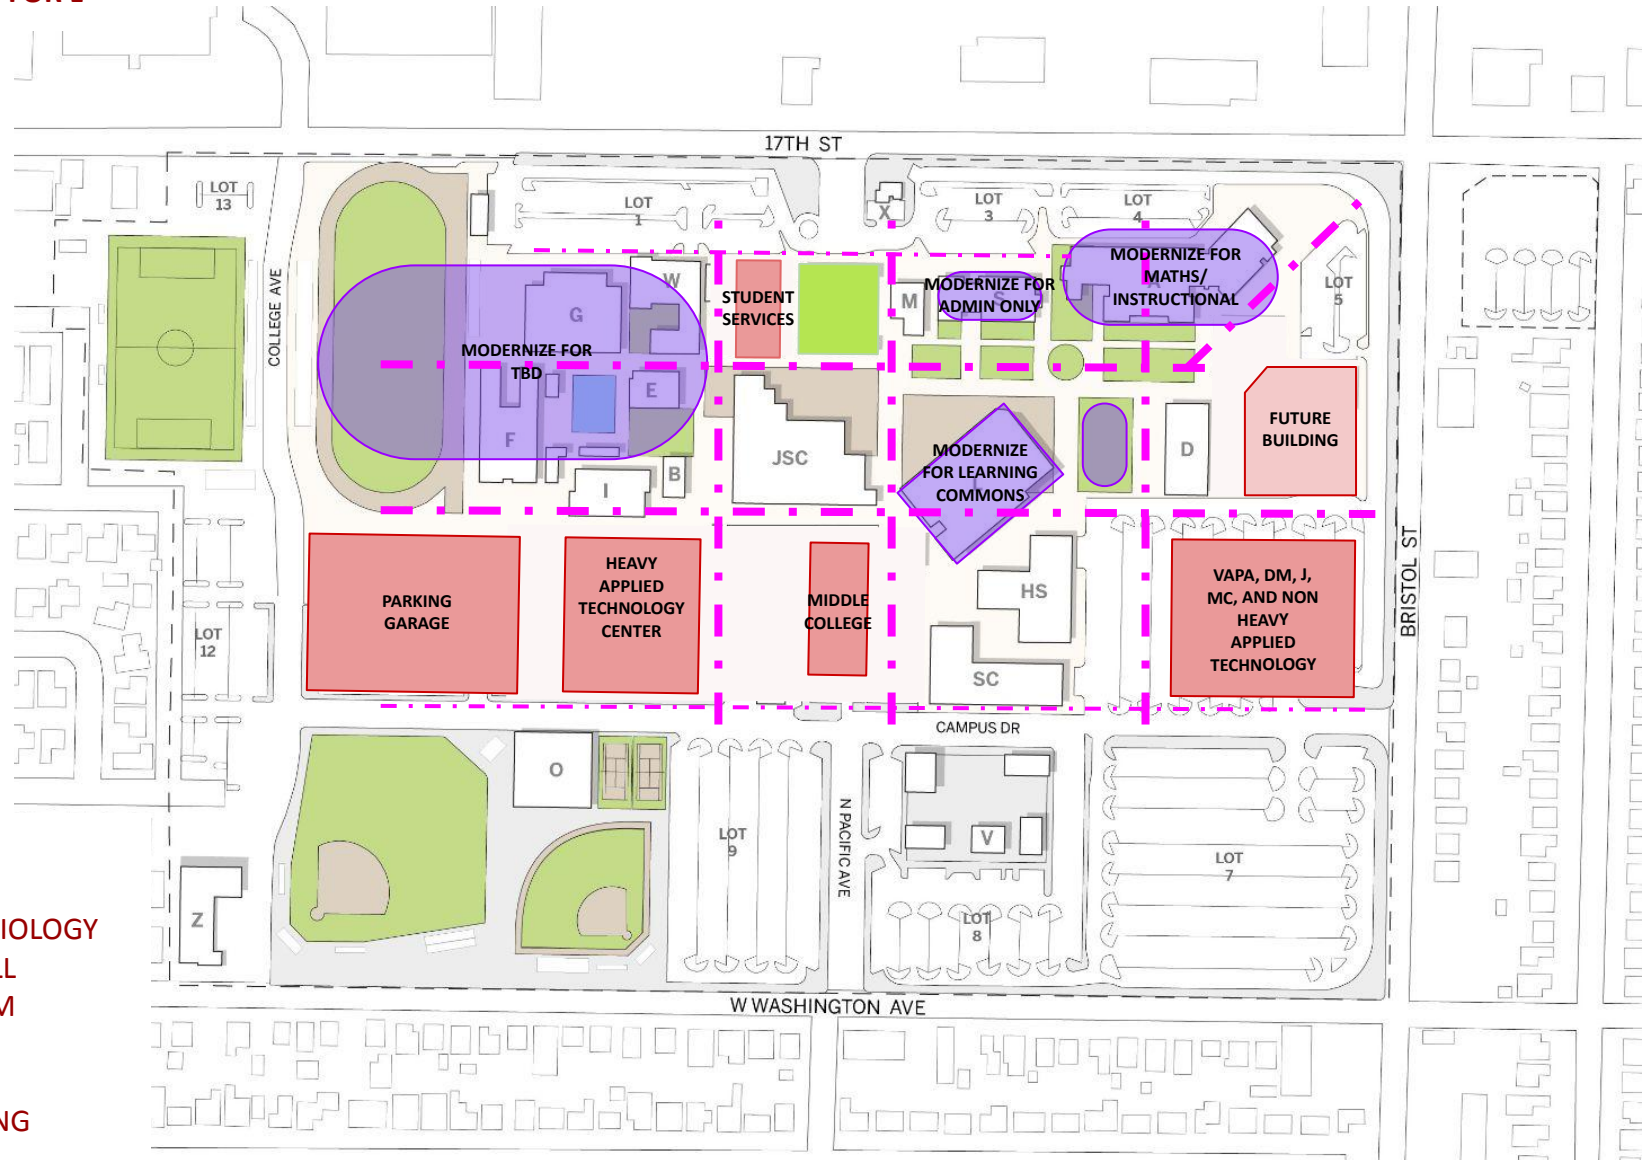 17TH ST
LOT
13
LOT
1
X
LOT
3
LOT
4
COLLEGE AVE
W
G
STUDENT
SERVICES
M
MODERNIZE FOR
ADMIN ONLY
S
MODERNIZE FOR
MATHS/
INSTRUCTIONAL
A
LOT
5
MODERNIZE FOR
TBD
E
F
I
B
JSC
MODERNIZE
FOR LEARNING
COMMONS
D
FUTURE
BUILDING
BRISTOL ST
PARKING
GARAGE
HEAVY
APPLIED
TECHNOLOGY
CENTER
MIDDLE
COLLEGE
HS
SC
VAPA, DM, J,
MC, AND NON
HEAVY
APPLIED
TECHNOLOGY
LOT
12
CAMPUS DR
O
LOT
9
N PACIFIC AVE
V
LOT
8
LOT
7
Z
W WASHINGTON AVE
IOLOGY
M
NG